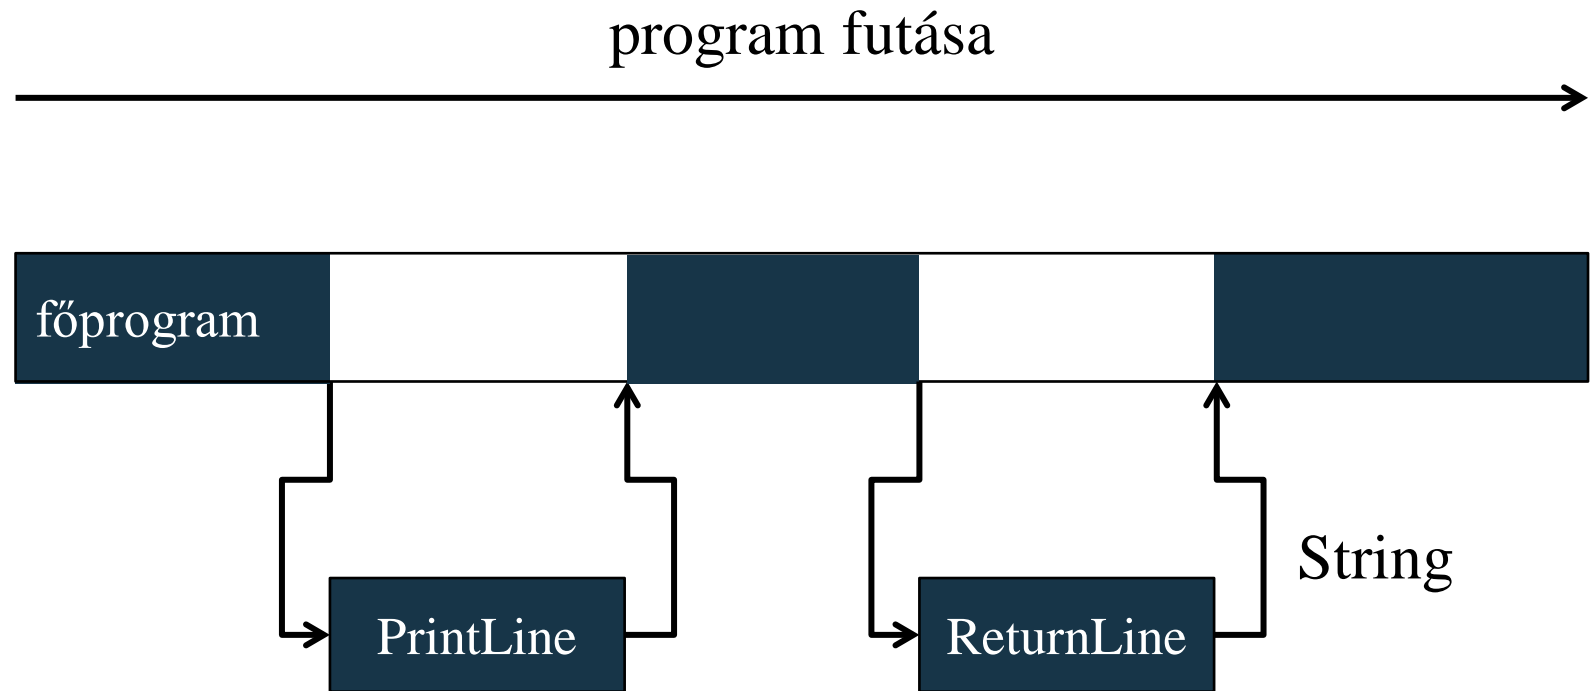 program futása
főprogram
String
PrintLine
ReturnLine